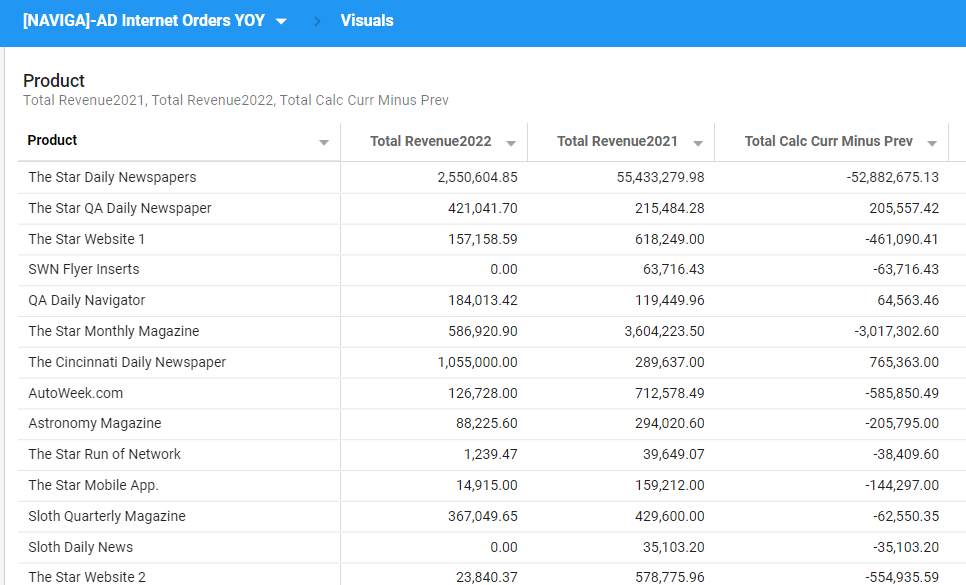 [NAVIGA]-AD Internet Orders YOY > Visuals
Product
Total Revenue2021, Total Revenue2022, Total Calc Curr Minus Prev
Product Total Revenue2022 Total Revenue2021 Total Calc Curr Minus Prev
The Star Daily Newspapers 2,550,604.85 55,433,279.98 -52,882,675.13
The Star QA Daily Newspaper 421,041.70 215,484.28 205,557.42
The Star Website 1 157,158.59 618,249.00 -461,090.41
SWN Flyer Inserts 0.00 63,716.43 -63,716.43
QA Daily Navigator 184,013.42 119,449.96 64,563.46
The Star Monthly Magazine 586,920.90 3,604,223.50 -3,017,302.60
The Cincinnati Daily Newspaper 1,055,000.00 289,637.00 765,363.00
AutoWeek.com 126,728.00 712,578.49 -585,850.49
Astronomy Magazine 88,225.60 294,020.60 -205,795.00
The Star Run of Network 1,239.47 39,649.07 -38,409.60
The Star Mobile App. 14,915.00 159,212.00 -144,297.00
Sloth Quarterly Magazine 367,049.65 429,600.00 -62,550.35
Sloth Daily News 0.00 35,103.20 -35,103.20
The Star Website 2 23,840.37 578,775.96 -554,935.59